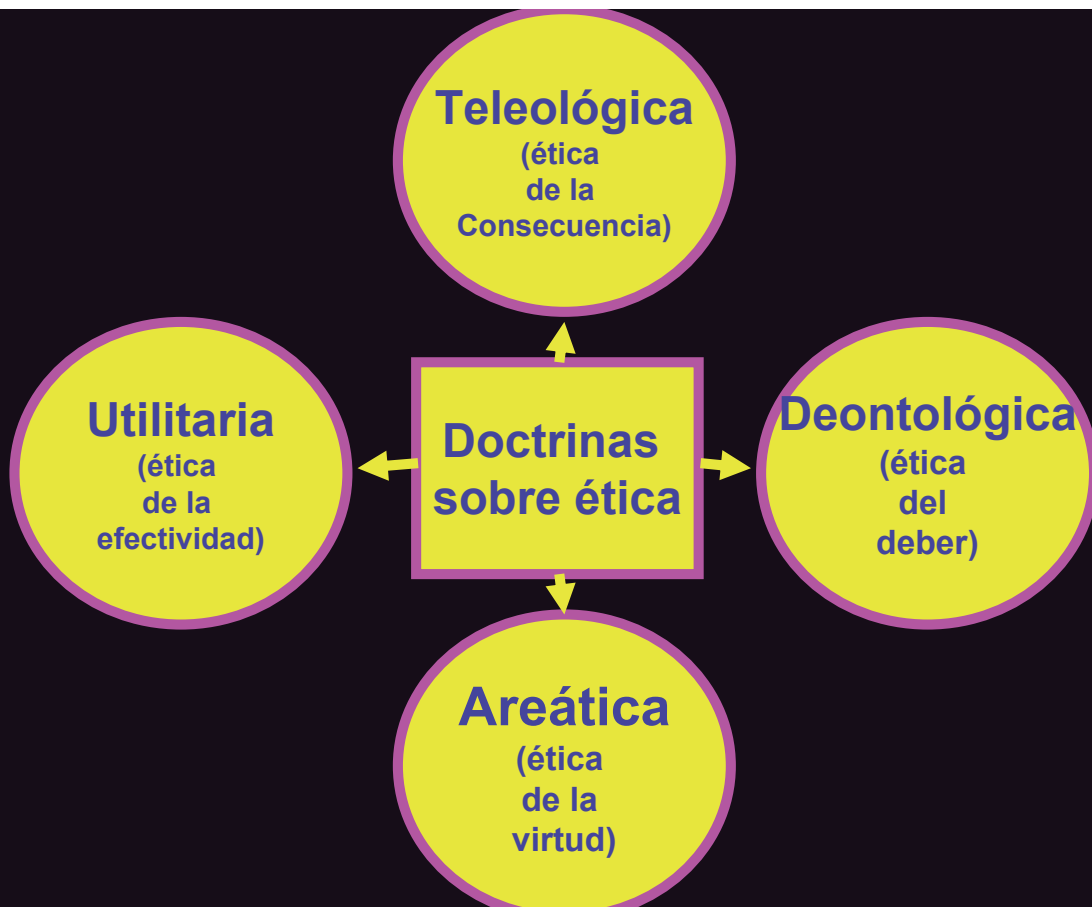 Teleológica
(ética
de la
Consecuencia)
Utilitaria
(ética
de la
efectividad)
Doctrinas
sobre ética
Deontológica
(ética
del
deber)
Areática
(ética
de la
virtud)